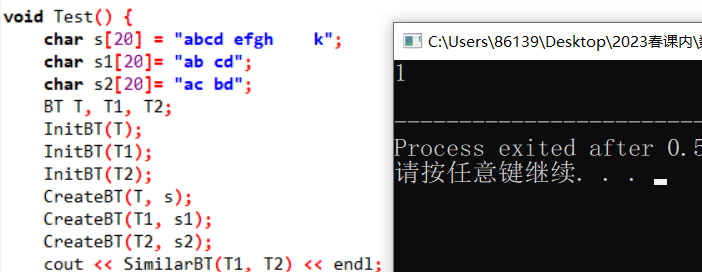 void Test() {
char s[20] = "abcd efgh    k";
char s1[20]= "ab cd";
char s2[20]= "ac bd";
BT T, T1, T2;
InitBT(T);
InitBT(T1);
InitBT(T2);
CreateBT(T, s);
CreateBT(T1, s1);
CreateBT(T2, s2);
cout << SimilarBT(T1, T2) << endl;
C:\Users\86139\Desktop\2023春课内\
1
--------------------------
Process exited after 0.5
请按任意键继续. . .